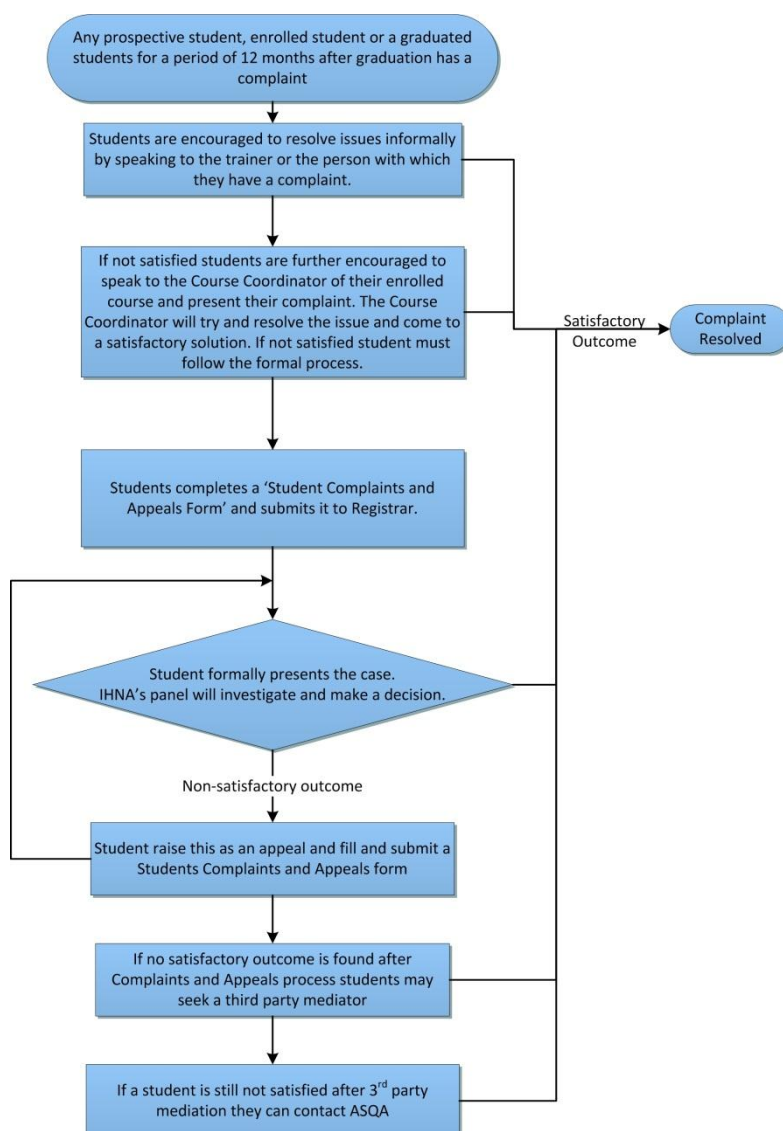 Any prospective student, enrolled student or a graduated
students for a period of 12 months after graduation has a
complaint
Students are encouraged to resolve issues informally
by speaking to the trainer or the person with which
they have a complaint.
If not satisfied students are further encouraged to
speak to the Course Coordinator of their enrolled
course and present their complaint. The Course
Coordinator will try and resolve the issue and come to
a satisfactory solution. If not satisfied student must
follow the formal process.
Satisfactory
Outcome
Complaint
Resolved
Students completes a ‘Student Complaints and
Appeals Form’ and submits it to Registrar.
Student formally presents the case.
IHNA’s panel will investigate and make a decision.
Non-satisfactory outcome
Student raise this as an appeal and fill and submit a
Students Complaints and Appeals form
If no satisfactory outcome is found after
Complaints and Appeals process students may
seek a third party mediator
If a student is still not satisfied after 3rd party
mediation they can contact ASQA